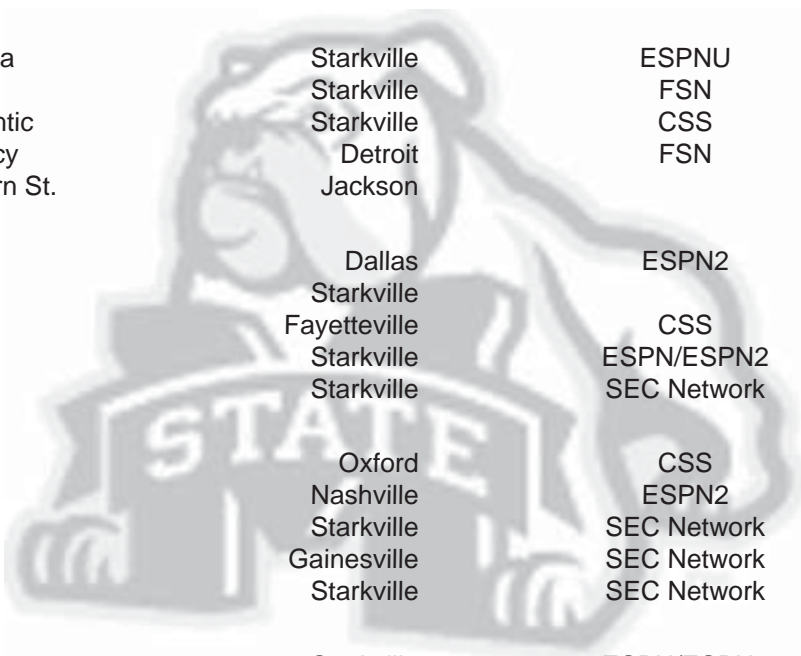 a Starkville ESPNU
Starkville FSN
ntic Starkville CSS
cy Detroit FSN
rn St. Jackson
Dallas ESPN2
Starkville
Fayetteville CSS
Starkville ESPN/ESPN2
Starkville SEC Network
STATE
Oxford CSS
Nashville ESPN2
Starkville SEC Network
Gainesville SEC Network
Starkville SEC Network